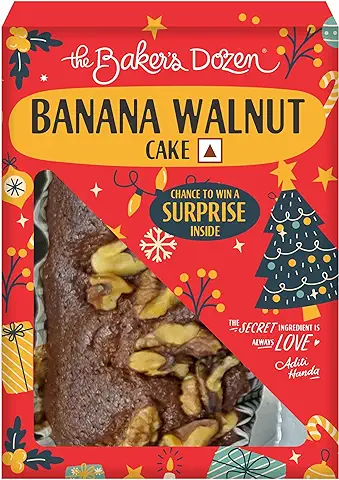 the Baker's Dozen®
BANANA WALNUT
CAKE
CHANCE TO WIN A
SURPRISE
INSIDE
THE SECRET INGREDIENT IS
ALWAYS LOVE
Aditi
Handa